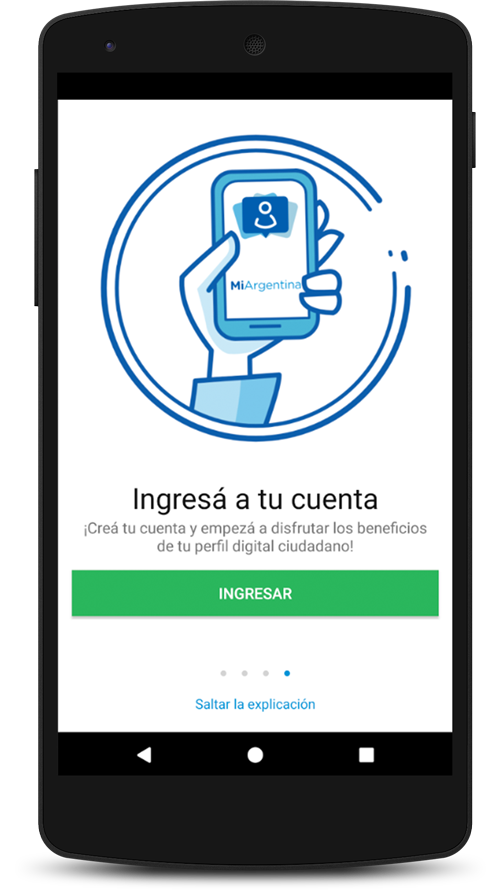 MiArgentina
Ingresá a tu cuenta
¡Creá tu cuenta y empezá a disfrutar los beneficios
de tu perfil digital ciudadano!
INGRESAR
Saltar la explicación